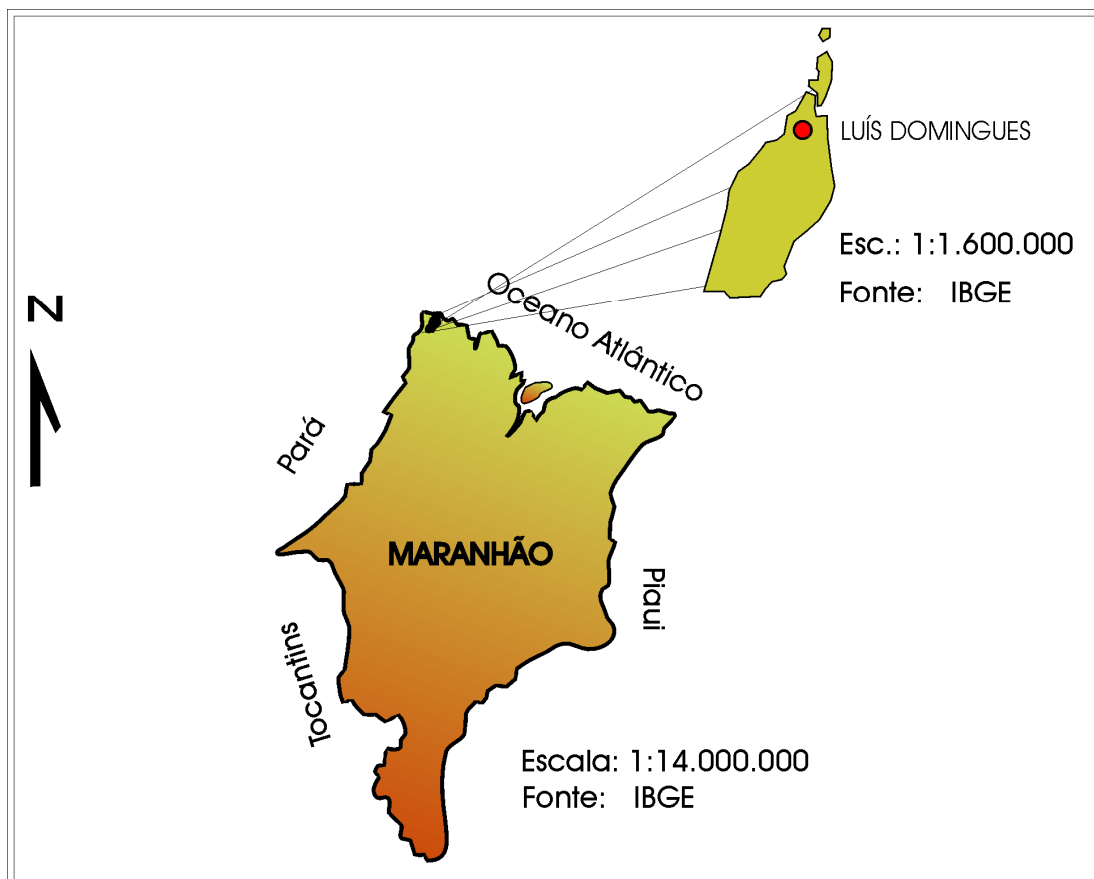 LUÍS DOMINGUES
Esc.: 1:1.600.000
Fonte: IBGE
N
Oceano Atlântico
Pará
MARANHÃO
Piaui
Tocantins
Escala: 1:14.000.000
Fonte: IBGE